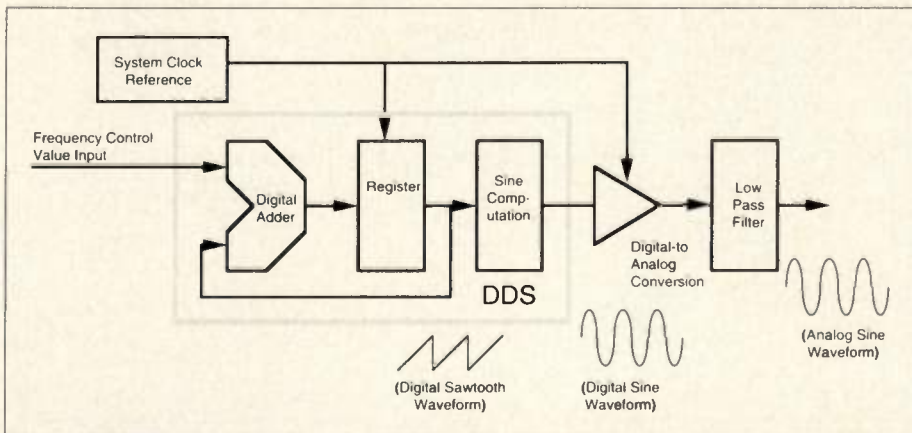 System Clock
Reference
Frequency Control
Value Input
Digital
Adder
Register
Sine
Comp-
utation
Low
Pass
Filter
Digital-to
Analog
Conversion
DDS
(Digital Sawtooth
Waveform)
(Digital Sine
Waveform)
(Analog Sine
Waveform)